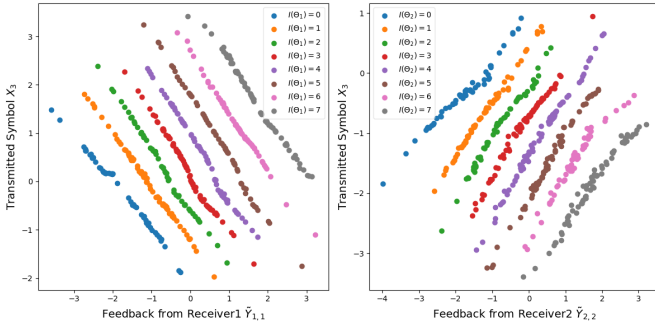 Transmitted Symbol X₃
3
2
1
0
−1
−2
−3
−2
−1
0
1
2
3
Feedback from Receiver1 Ỹ₁,₁
I(Θ₁) = 0
I(Θ₁) = 1
I(Θ₁) = 2
I(Θ₁) = 3
I(Θ₁) = 4
I(Θ₁) = 5
I(Θ₁) = 6
I(Θ₁) = 7
Transmitted Symbol X₃
1
0
−1
−2
−3
−4
−3
−2
−1
0
1
2
3
Feedback from Receiver2 Ỹ₂,₂
I(Θ₂) = 0
I(Θ₂) = 1
I(Θ₂) = 2
I(Θ₂) = 3
I(Θ₂) = 4
I(Θ₂) = 5
I(Θ₂) = 6
I(Θ₂) = 7